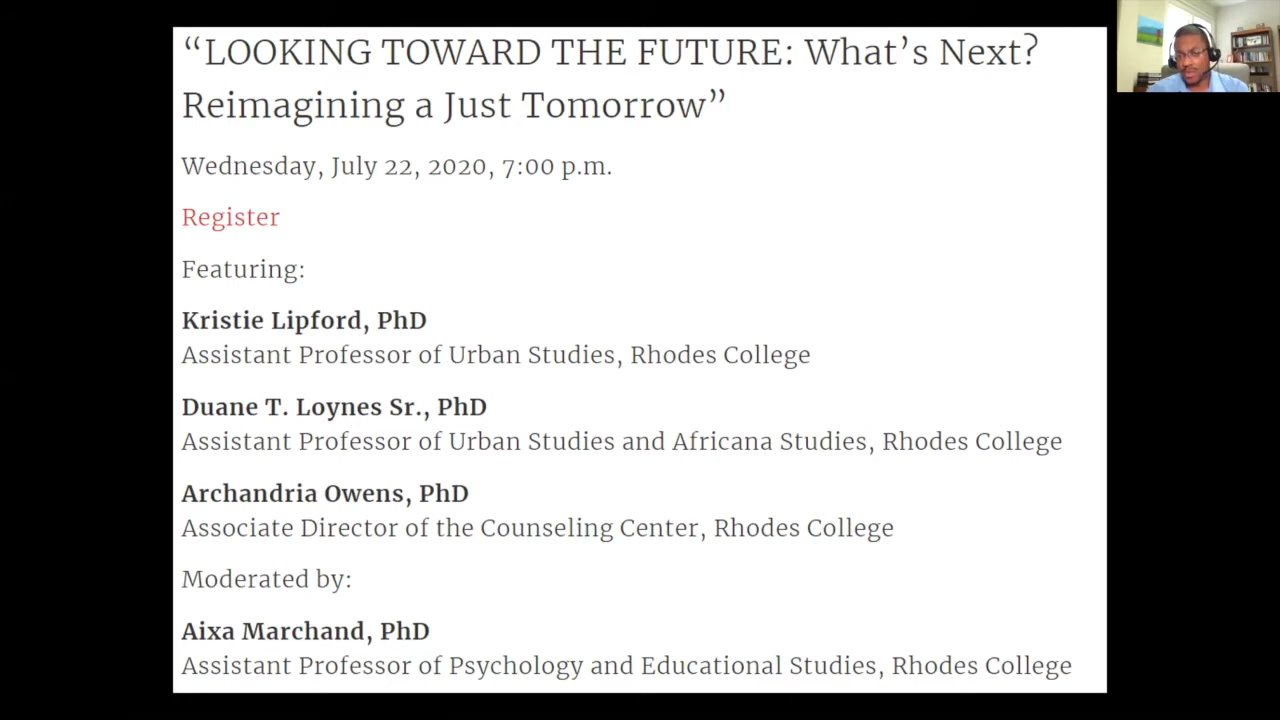 “LOOKING TOWARD THE FUTURE: What’s Next?
Reimagining a Just Tomorrow”
Wednesday, July 22, 2020, 7:00 p.m.
Register
Featuring:
Kristie Lipford, PhD
Assistant Professor of Urban Studies, Rhodes College
Duane T. Loynes Sr., PhD
Assistant Professor of Urban Studies and Africana Studies, Rhodes College
Archandria Owens, PhD
Associate Director of the Counseling Center, Rhodes College
Moderated by:
Aixa Marchand, PhD
Assistant Professor of Psychology and Educational Studies, Rhodes College